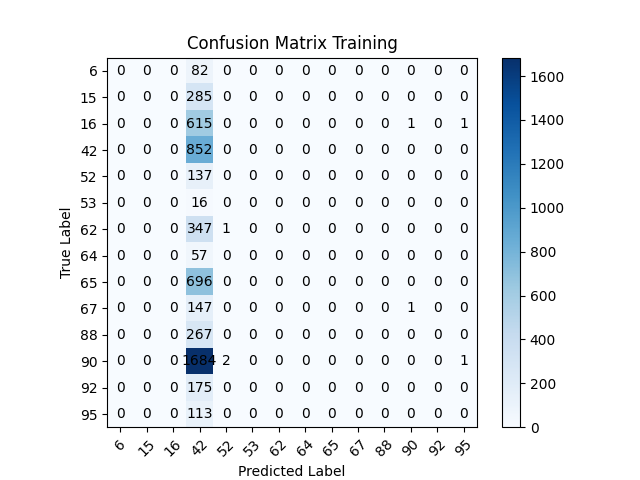 Confusion Matrix Training
6 0 0 0 82 0 0 0 0 0 0 0 0 0 0
15 0 0 0 285 0 0 0 0 0 0 0 0 0 0
16 0 0 0 615 0 0 0 0 0 0 0 1 0 1
42 0 0 0 852 0 0 0 0 0 0 0 0 0 0
52 0 0 0 137 0 0 0 0 0 0 0 0 0 0
53 0 0 0 16 0 0 0 0 0 0 0 0 0 0
62 0 0 0 347 1 0 0 0 0 0 0 0 0 0
64 0 0 0 57 0 0 0 0 0 0 0 0 0 0
65 0 0 0 696 0 0 0 0 0 0 0 0 0 0
67 0 0 0 147 0 0 0 0 0 0 0 1 0 0
88 0 0 0 267 0 0 0 0 0 0 0 0 0 0
90 0 0 0 1684 2 0 0 0 0 0 0 0 0 1
92 0 0 0 175 0 0 0 0 0 0 0 0 0 0
95 0 0 0 113 0 0 0 0 0 0 0 0 0 0
6 15 16 42 52 53 62 64 65 67 88 90 92 95
Predicted Label
True Label
1600
1400
1200
1000
800
600
400
200
0